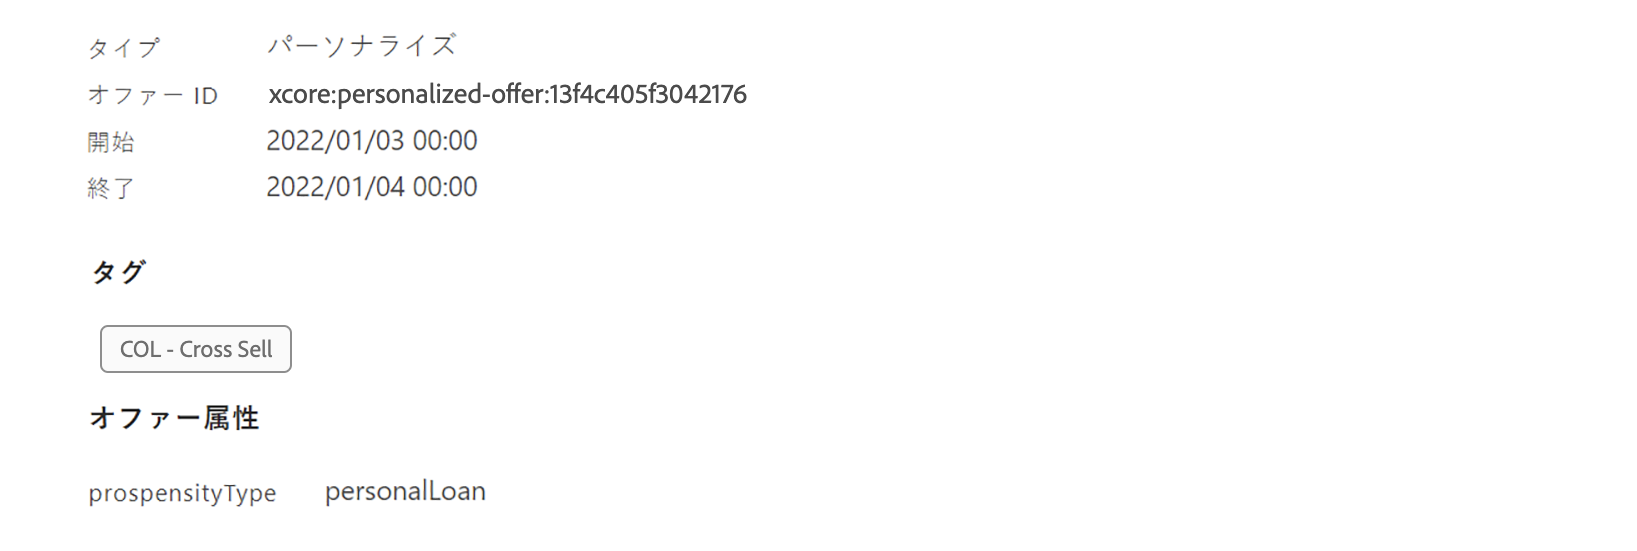 タイプ パーソナライズ
オファー ID xcore:personalized-offer:13f4c405f3042176
開始 2022/01/03 00:00
終了 2022/01/04 00:00
タグ
COL - Cross Sell
オファー属性
prospensityType personalLoan